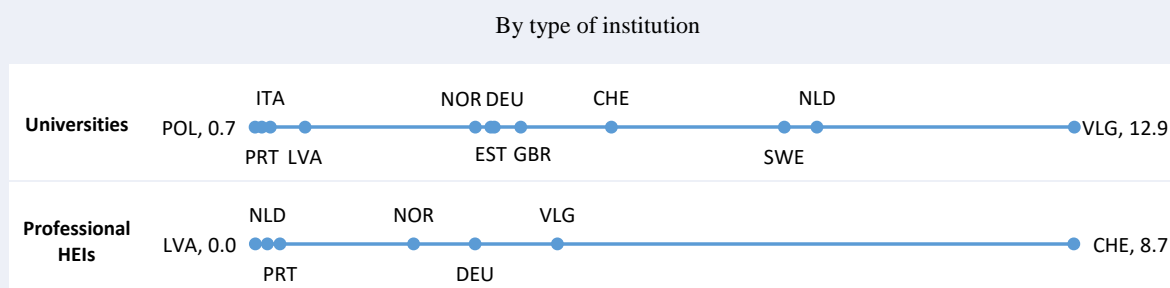 By type of institution
ITA NOR DEU CHE NLD
Universities POL, 0.7 VLG, 12.9
PRT LVA EST GBR SWE
NLD NOR VLG
Professional
HEIs
LVA, 0.0 CHE, 8.7
PRT DEU